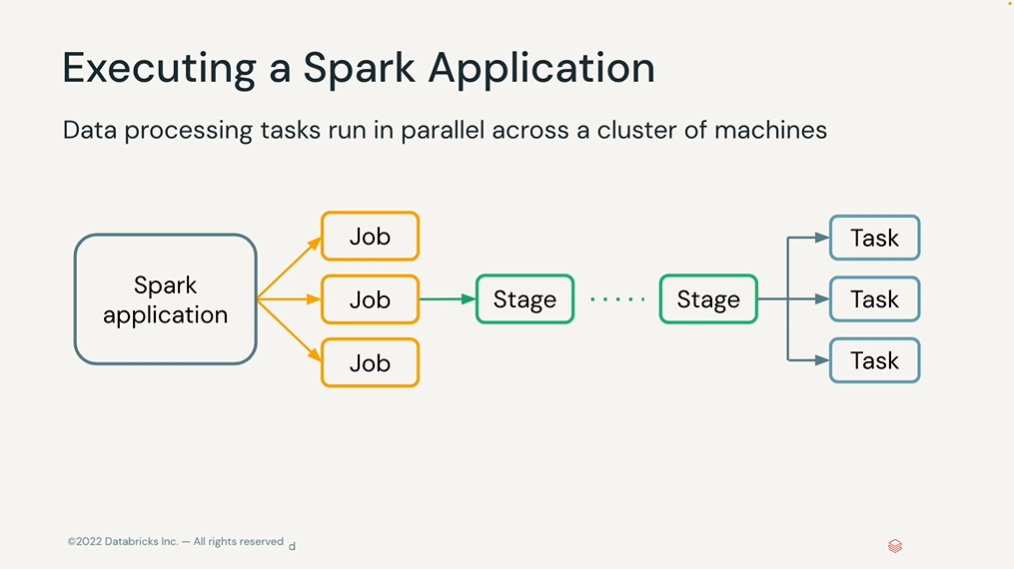 Executing a Spark Application
Data processing tasks run in parallel across a cluster of machines
Spark
application
Job
Job
Job
Stage
Stage
Task
Task
Task
©2022 Databricks Inc. — All rights reserved
d